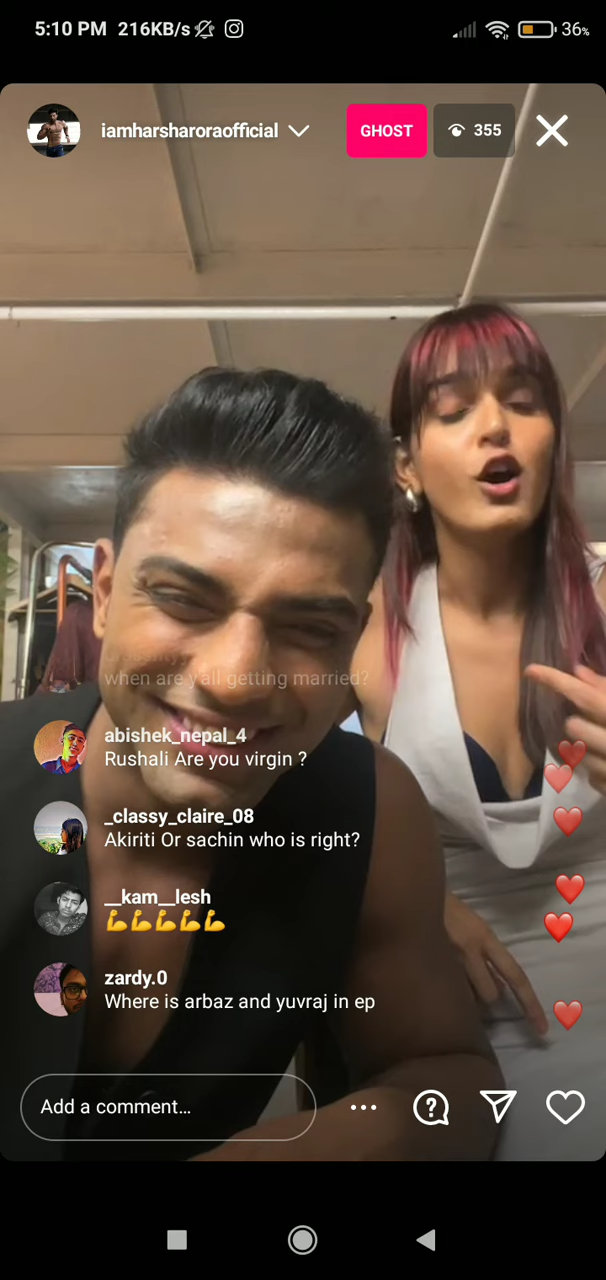 5:10 PM 216KB/s
36%
iamharsharoraofficial
GHOST
355
when are y'all getting married?
abishek_nepal_4
Rushali Are you virgin ?
_classy_claire_08
Akiriti Or sachin who is right?
__kam__lesh
💪💪💪💪💪
zardy.0
Where is arbaz and yuvraj in ep
Add a comment...